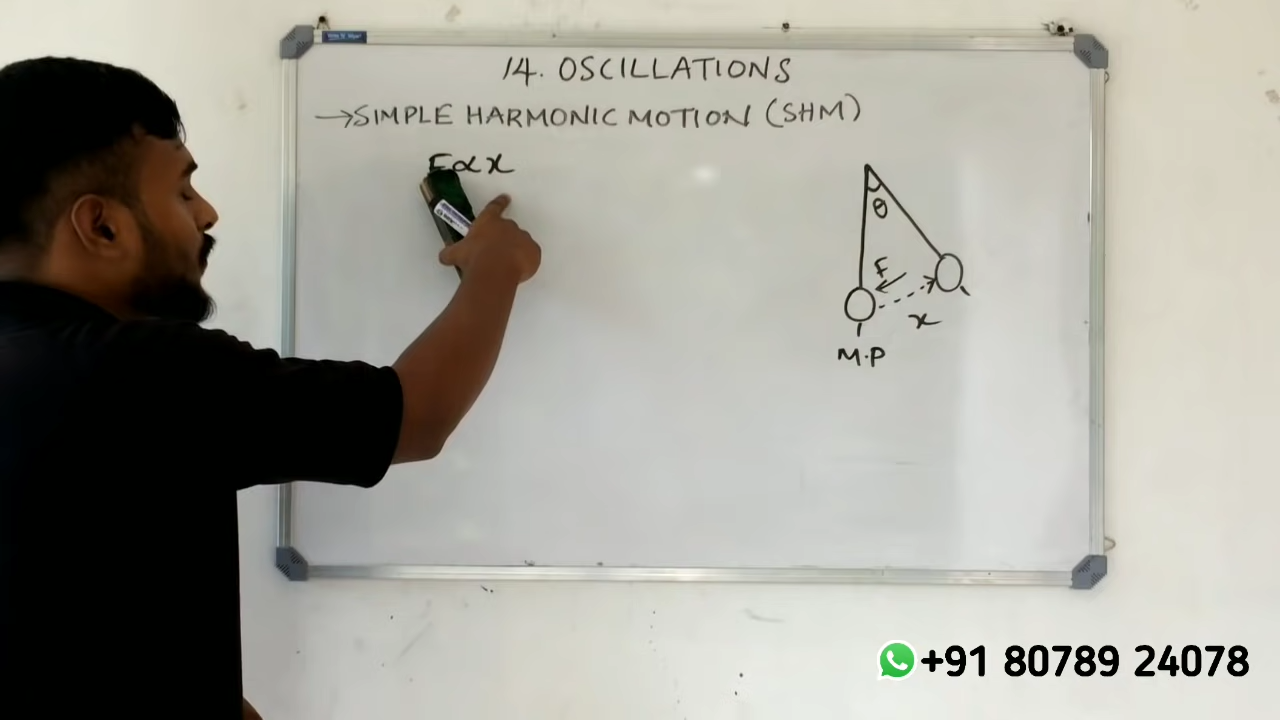 14. OSCILLATIONS
→SIMPLE HARMONIC MOTION (SHM)
F∝x
θ
F
x
M.P
+91 80789 24078